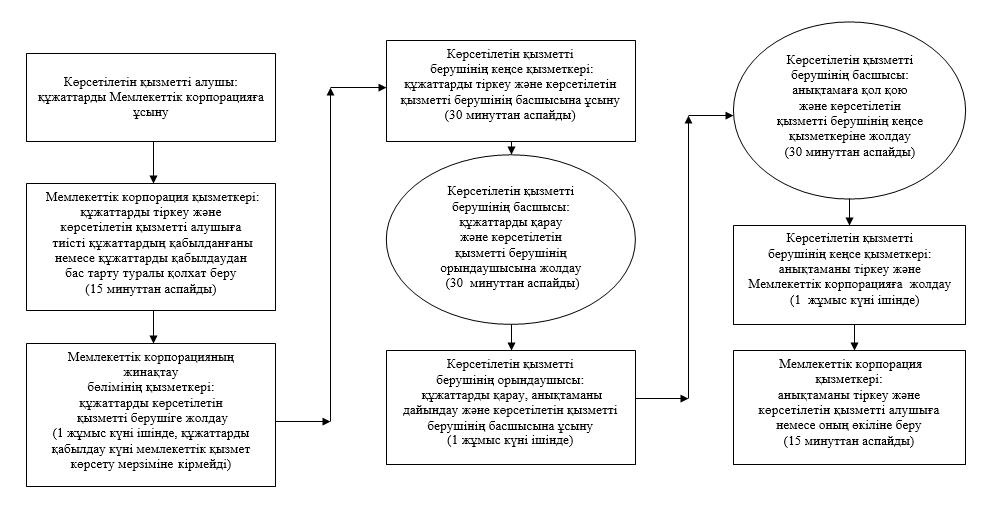 Көрсетілетін қызметті алушы:
құжаттарды Мемлекеттік корпорацияға
ұсыну
Мемлекеттік корпорация қызметкері:
құжаттарды тіркеу және
көрсетілетін қызметті алушыға
тиісті құжаттардың қабылданғаны
немесе құжаттарды қабылдаудан
бас тарту туралы қолхат беру
(15 минуттан аспайды)
Мемлекеттік корпорацияның
жинақтау
бөлімінің қызметкері:
құжаттарды көрсетілетін
қызметті берушіге жолдау
(1 жұмыс күні ішінде, құжаттарды
қабылдау күні мемлекеттік қызмет
көрсету мерзіміне кірмейді)
Көрсетілетін қызметті
берушінің кеңсе қызметкері:
құжаттарды тіркеу және көрсетілетін
қызметті берушінің басшысына ұсыну
(30 минуттан аспайды)
Көрсетілетін қызметті
берушінің басшысы:
құжаттарды қарау
және көрсетілетін
қызметті берушінің
орындаушысына жолдау
(30 минуттан аспайды)
Көрсетілетін қызметті
берушінің орындаушысы:
құжаттарды қарау, анықтаманы
дайындау және көрсетілетін қызметті
берушінің басшысына ұсыну
(1 жұмыс күні ішінде)
Көрсетілетін қызметті
берушінің басшысы:
анықтамаға қол қою
және көрсетілетін
қызметті берушінің кеңсе
қызметкеріне жолдау
(30 минуттан аспайды)
Көрсетілетін қызметті
берушінің кеңсе қызметкері:
анықтаманы тіркеу және
Мемлекеттік корпорацияға жолдау
(1 жұмыс күні ішінде)
Мемлекеттік корпорация
қызметкері:
анықтаманы тіркеу және
көрсетілетін қызметті алушыға
немесе оның өкіліне беру
(15 минуттан аспайды)